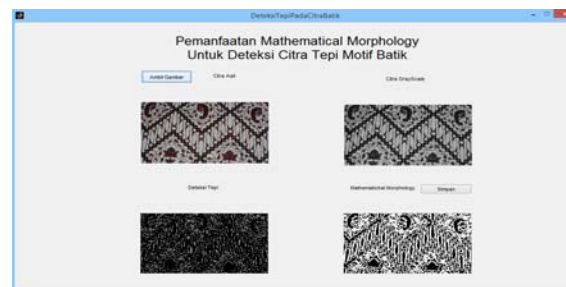 DeteksiTepiPadaCitraBatik
Pemanfaatan Mathematical Morphology
Untuk Deteksi Citra Tepi Motif Batik
Ambil Gambar
Citra Asli
Citra GrayScale
Deteksi Tepi
Mathematichal Morphology
Simpan